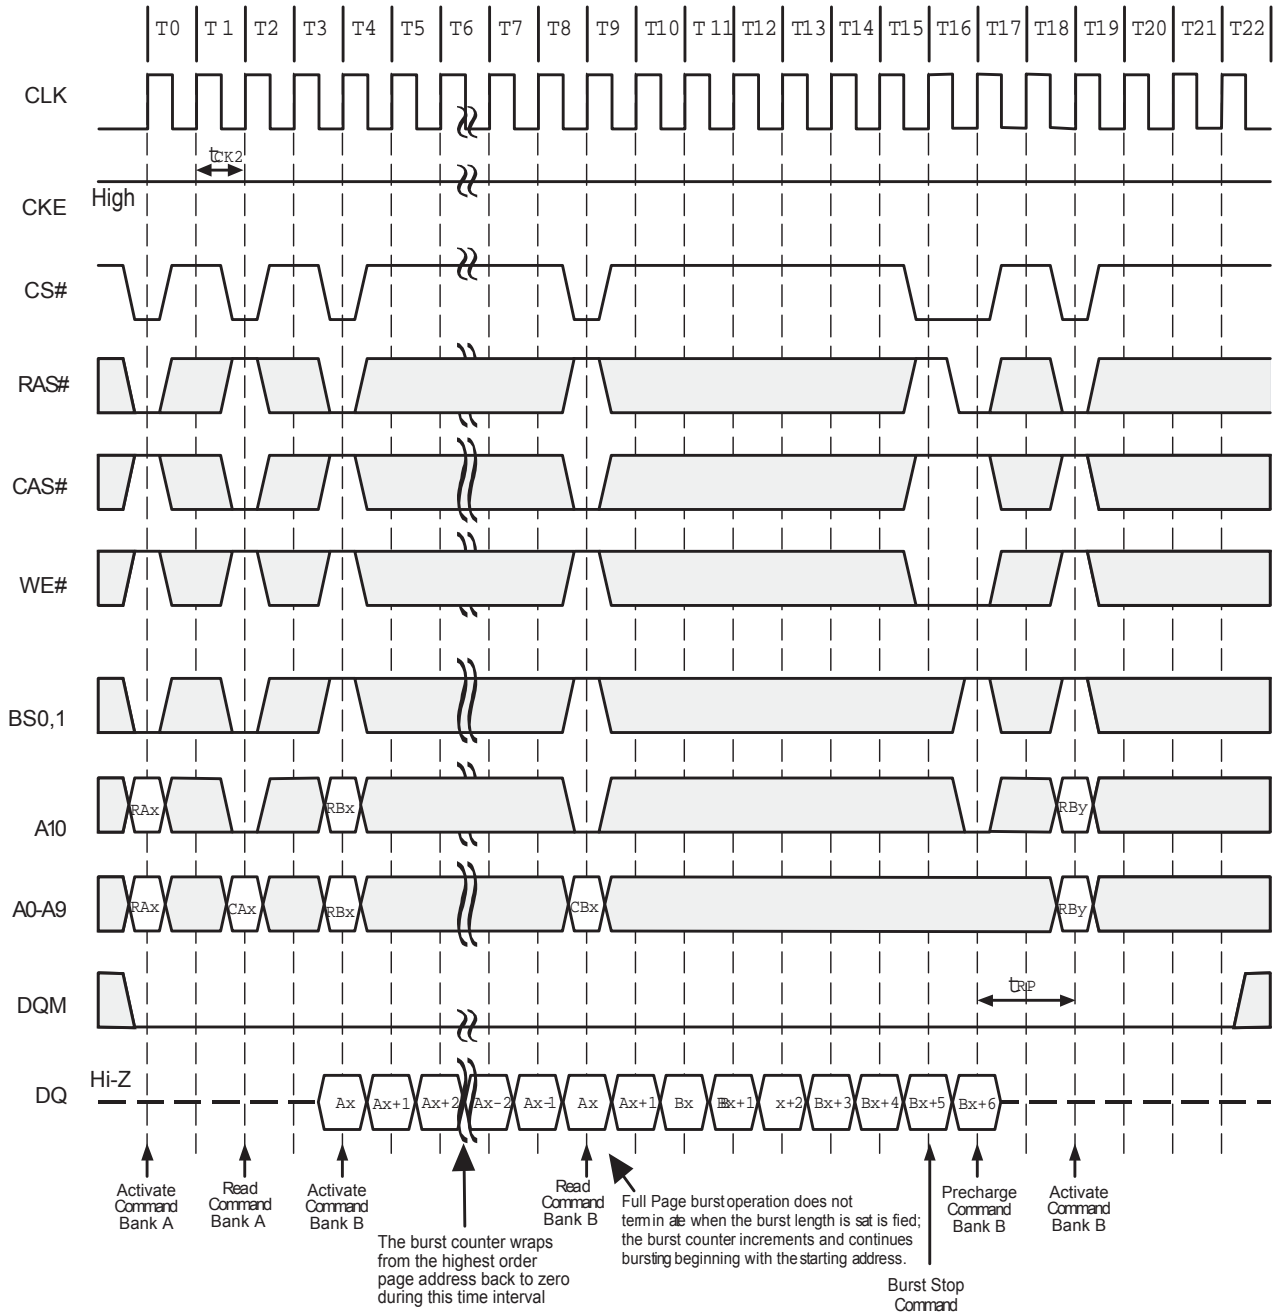 T0 T 1 T2 T3 T4 T5 T6 T7 T8 T9 T10 T 11 T12 T13 T14 T15 T16 T17 T18 T19 T20 T21 T22
CLK
tCK2
High
CKE
CS#
RAS#
CAS#
WE#
BS0,1
RAx RBx RBy
A10
RAx CAx RBx CBx RBy
A0-A9
tRP
DQM
Hi-Z
DQ
Ax Ax+1 Ax+2 Ax-2 Ax-1 Ax Ax+1 Bx Bx+1 x+2 Bx+3 Bx+4 Bx+5 Bx+6
Activate
Command
Bank A
Read
Command
Bank A
Activate
Command
Bank B
The burst counter wraps
from the highest order
page address back to zero
during this time interval
Read
Command
Bank B
Full Page burst operation does not
terminate when the burst length is satisfied;
the burst counter increments and continues
bursting beginning with the starting address.
Burst Stop
Command
Precharge
Command
Bank B
Activate
Command
Bank B